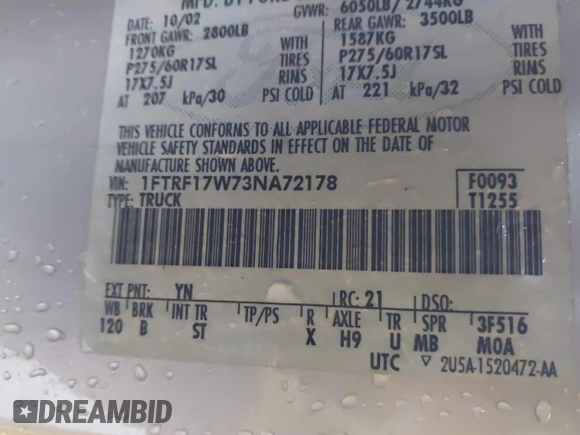 MFD. BY FORD
DATE: 10/02 GVWR: 6050LB/ 2744KG
FRONT GAWR: 2800LB REAR GAWR: 3500LB
1270KG WITH 1587KG WITH
P275/60R17SL TIRES P275/60R17SL TIRES
17X7.5J RIMS 17X7.5J RIMS
AT 207 kPa/30 PSI COLD AT 221 kPa/32 PSI COLD
THIS VEHICLE CONFORMS TO ALL APPLICABLE FEDERAL MOTOR
VEHICLE SAFETY STANDARDS IN EFFECT ON THE DATE OF
MANUFACTURE SHOWN ABOVE.
VIN: 1FTRF17W73NA72178 F0093
TYPE: TRUCK T1255
EXT PNT: YN RC: 21 DSO:
WB BRK INT TR TP/PS R AXLE TR SPR 3F516
120 B ST X H9 U MB MOA
UTC ▽ 2U5A-1520472-AA
DREAMBID